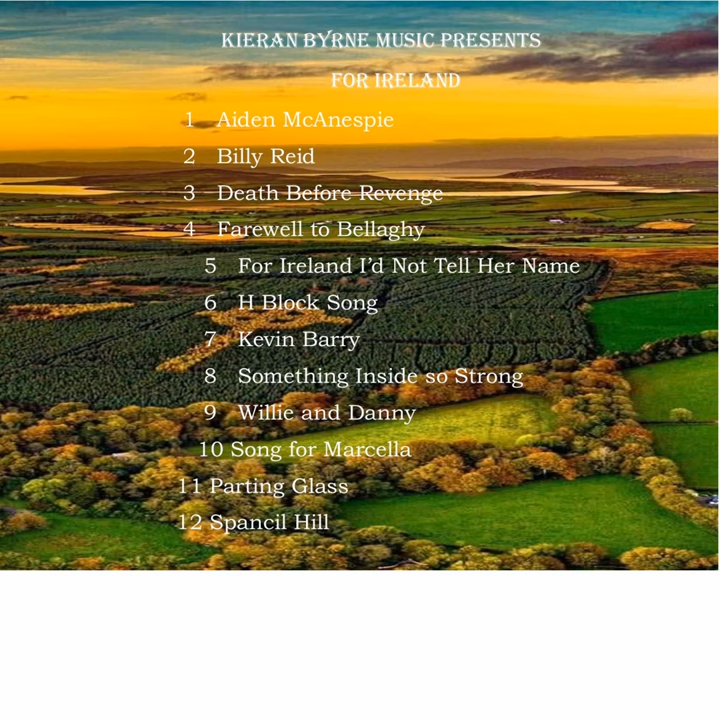 KIERAN BYRNE MUSIC PRESENTS
FOR IRELAND
1 Aiden McAnespie
2 Billy Reid
3 Death Before Revenge
4 Farewell to Bellaghy
5 For Ireland I'd Not Tell Her Name
6 H Block Song
7 Kevin Barry
8 Something Inside so Strong
9 Willie and Danny
10 Song for Marcella
11 Parting Glass
12 Spancil Hill